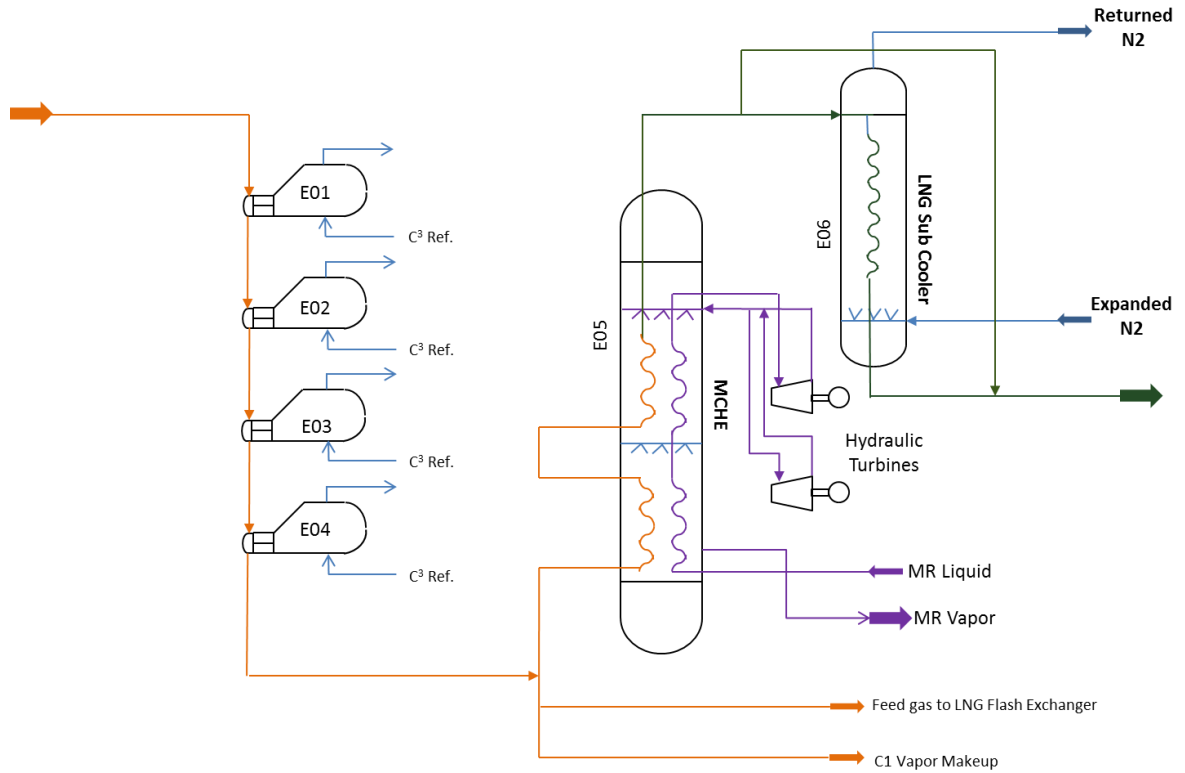 Returned
N2
E01
C³ Ref.
E02
C³ Ref.
E03
C³ Ref.
E04
C³ Ref.
E05
MCHE
E06
LNG Sub Cooler
Expanded
N2
Hydraulic
Turbines
MR Liquid
MR Vapor
Feed gas to LNG Flash Exchanger
C1 Vapor Makeup